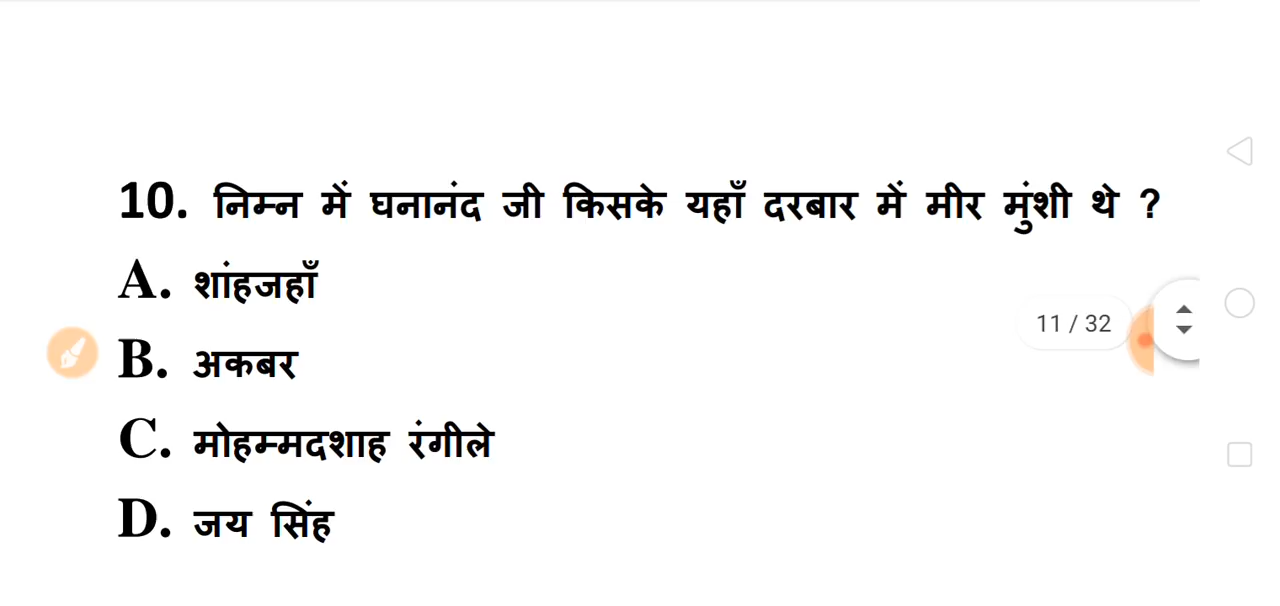 10. निम्न में घनानंद जी किसके यहाँ दरबार में मीर मुंशी थे ?
A. शांहजहाँ
11 / 32
B. अकबर
C. मोहम्मदशाह रंगीले
D. जय सिंह